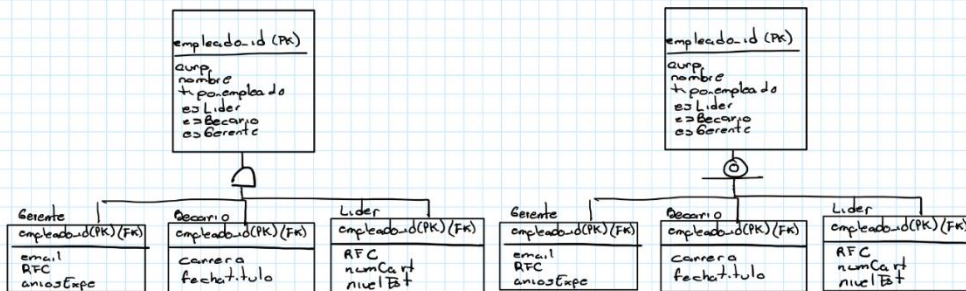 empleado_id (PK)
curp
nombre
tipo_empleado
esLider
esBecario
esGerente
Gerente
empleado_id(PK)(FK)
email
RFC
aniosExpe
Becario
empleado_id(PK)(FK)
carrera
fechatitulo
Lider
empleado_id(PK)(FK)
RFC
numCart
nivelEst
empleado_id (PK)
curp
nombre
tipo_empleado
esLider
esBecario
esGerente
Gerente
empleado_id(PK)(FK)
email
RFC
aniosExpe
Becario
empleado_id(PK)(FK)
carrera
fechatitulo
Lider
empleado_id(PK)(FK)
RFC
numCart
nivelEst